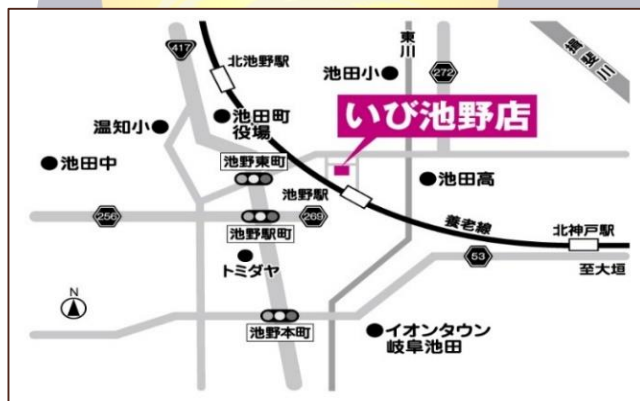 417
北池野駅
東川
池田小
272
揖斐川
温知小
池田町
役場
いび池野店
池田中
池野東町
池田高
池野駅
256
269
池野駅町
養老線
北神戸駅
トミダヤ
53
至大垣
N
池野本町
イオンタウン
岐阜池田